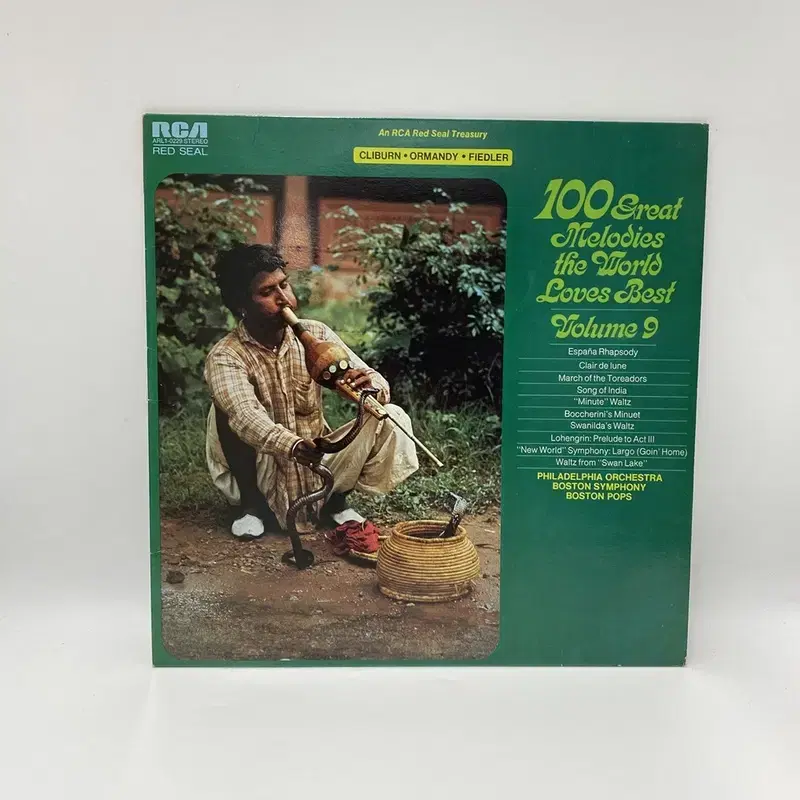 RCA
ARL1-0229 STEREO
RED SEAL
An RCA Red Seal Treasury
CLIBURN • ORMANDY • FIEDLER
100 Great
Melodies
the World
Loves Best
Volume 9
España Rhapsody
Clair de lune
March of the Toreadors
Song of India
"Minute" Waltz
Boccherini's Minuet
Swanilda's Waltz
Lohengrin: Prelude to Act III
"New World" Symphony: Largo (Goin' Home)
Waltz from "Swan Lake"
PHILADELPHIA ORCHESTRA
BOSTON SYMPHONY
BOSTON POPS